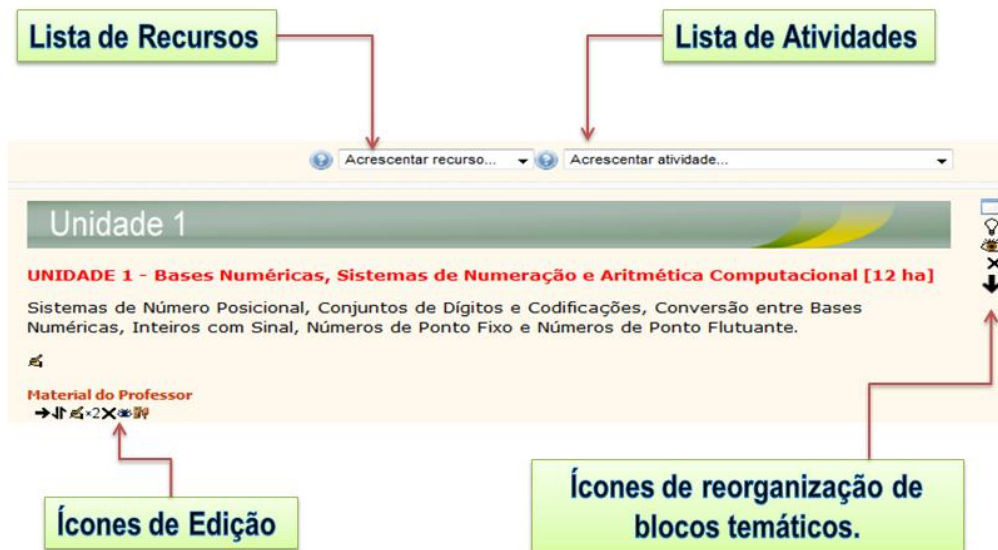 Lista de Recursos
Lista de Atividades
Acrescentar recurso...
Acrescentar atividade...
Unidade 1
UNIDADE 1 - Bases Numéricas, Sistemas de Numeração e Aritmética Computacional [12 ha]
Sistemas de Número Posicional, Conjuntos de Dígitos e Codificações, Conversão entre Bases
Numéricas, Inteiros com Sinal, Números de Ponto Fixo e Números de Ponto Flutuante.
Material do Professor
×2
Ícones de Edição
Ícones de reorganização de
blocos temáticos.